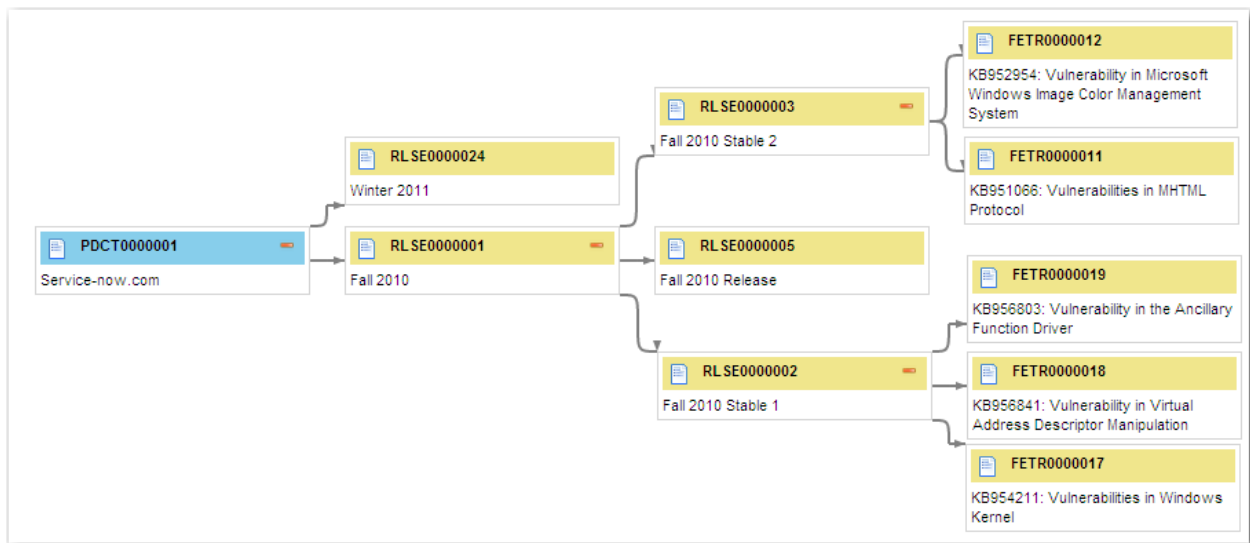 PDCT0000001
Service-now.com
RLSE0000024
Winter 2011
RLSE0000001
Fall 2010
RLSE0000003
Fall 2010 Stable 2
RLSE0000005
Fall 2010 Release
RLSE0000002
Fall 2010 Stable 1
FETR0000012
KB952954: Vulnerability in Microsoft
Windows Image Color Management
System
FETR0000011
KB951066: Vulnerabilities in MHTML
Protocol
FETR0000019
KB956803: Vulnerability in the Ancillary
Function Driver
FETR0000018
KB956841: Vulnerability in Virtual
Address Descriptor Manipulation
FETR0000017
KB954211: Vulnerabilities in Windows
Kernel